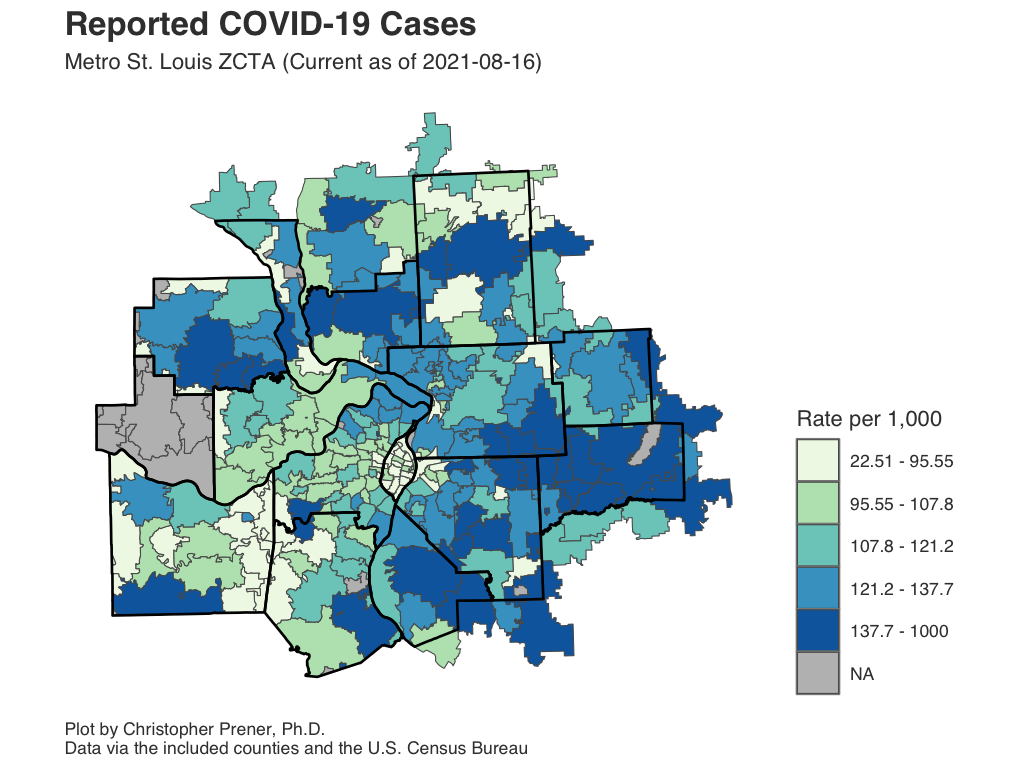 Reported COVID-19 Cases
Metro St. Louis ZCTA (Current as of 2021-08-16)
Rate per 1,000
22.51 - 95.55
95.55 - 107.8
107.8 - 121.2
121.2 - 137.7
137.7 - 1000
NA
Plot by Christopher Prener, Ph.D.
Data via the included counties and the U.S. Census Bureau